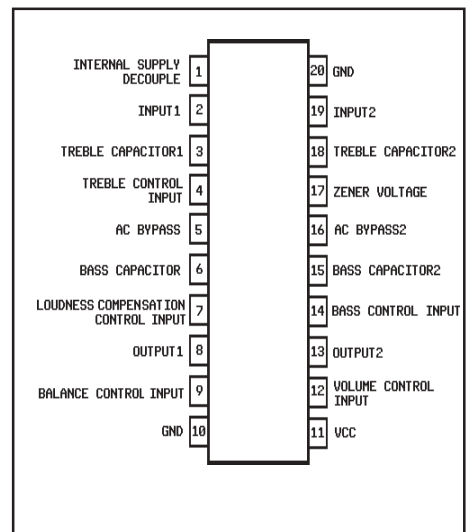 INTERNAL SUPPLY
DECOUPLE
1
INPUT1
2
TREBLE CAPACITOR1
3
TREBLE CONTROL
INPUT
4
AC BYPASS
5
BASS CAPACITOR
6
LOUDNESS COMPENSATION
CONTROL INPUT
7
OUTPUT1
8
BALANCE CONTROL INPUT
9
GND
10
20
GND
19
INPUT2
18
TREBLE CAPACITOR2
17
ZENER VOLTAGE
16
AC BYPASS2
15
BASS CAPACITOR2
14
BASS CONTROL INPUT
13
OUTPUT2
12
VOLUME CONTROL
INPUT
11
VCC